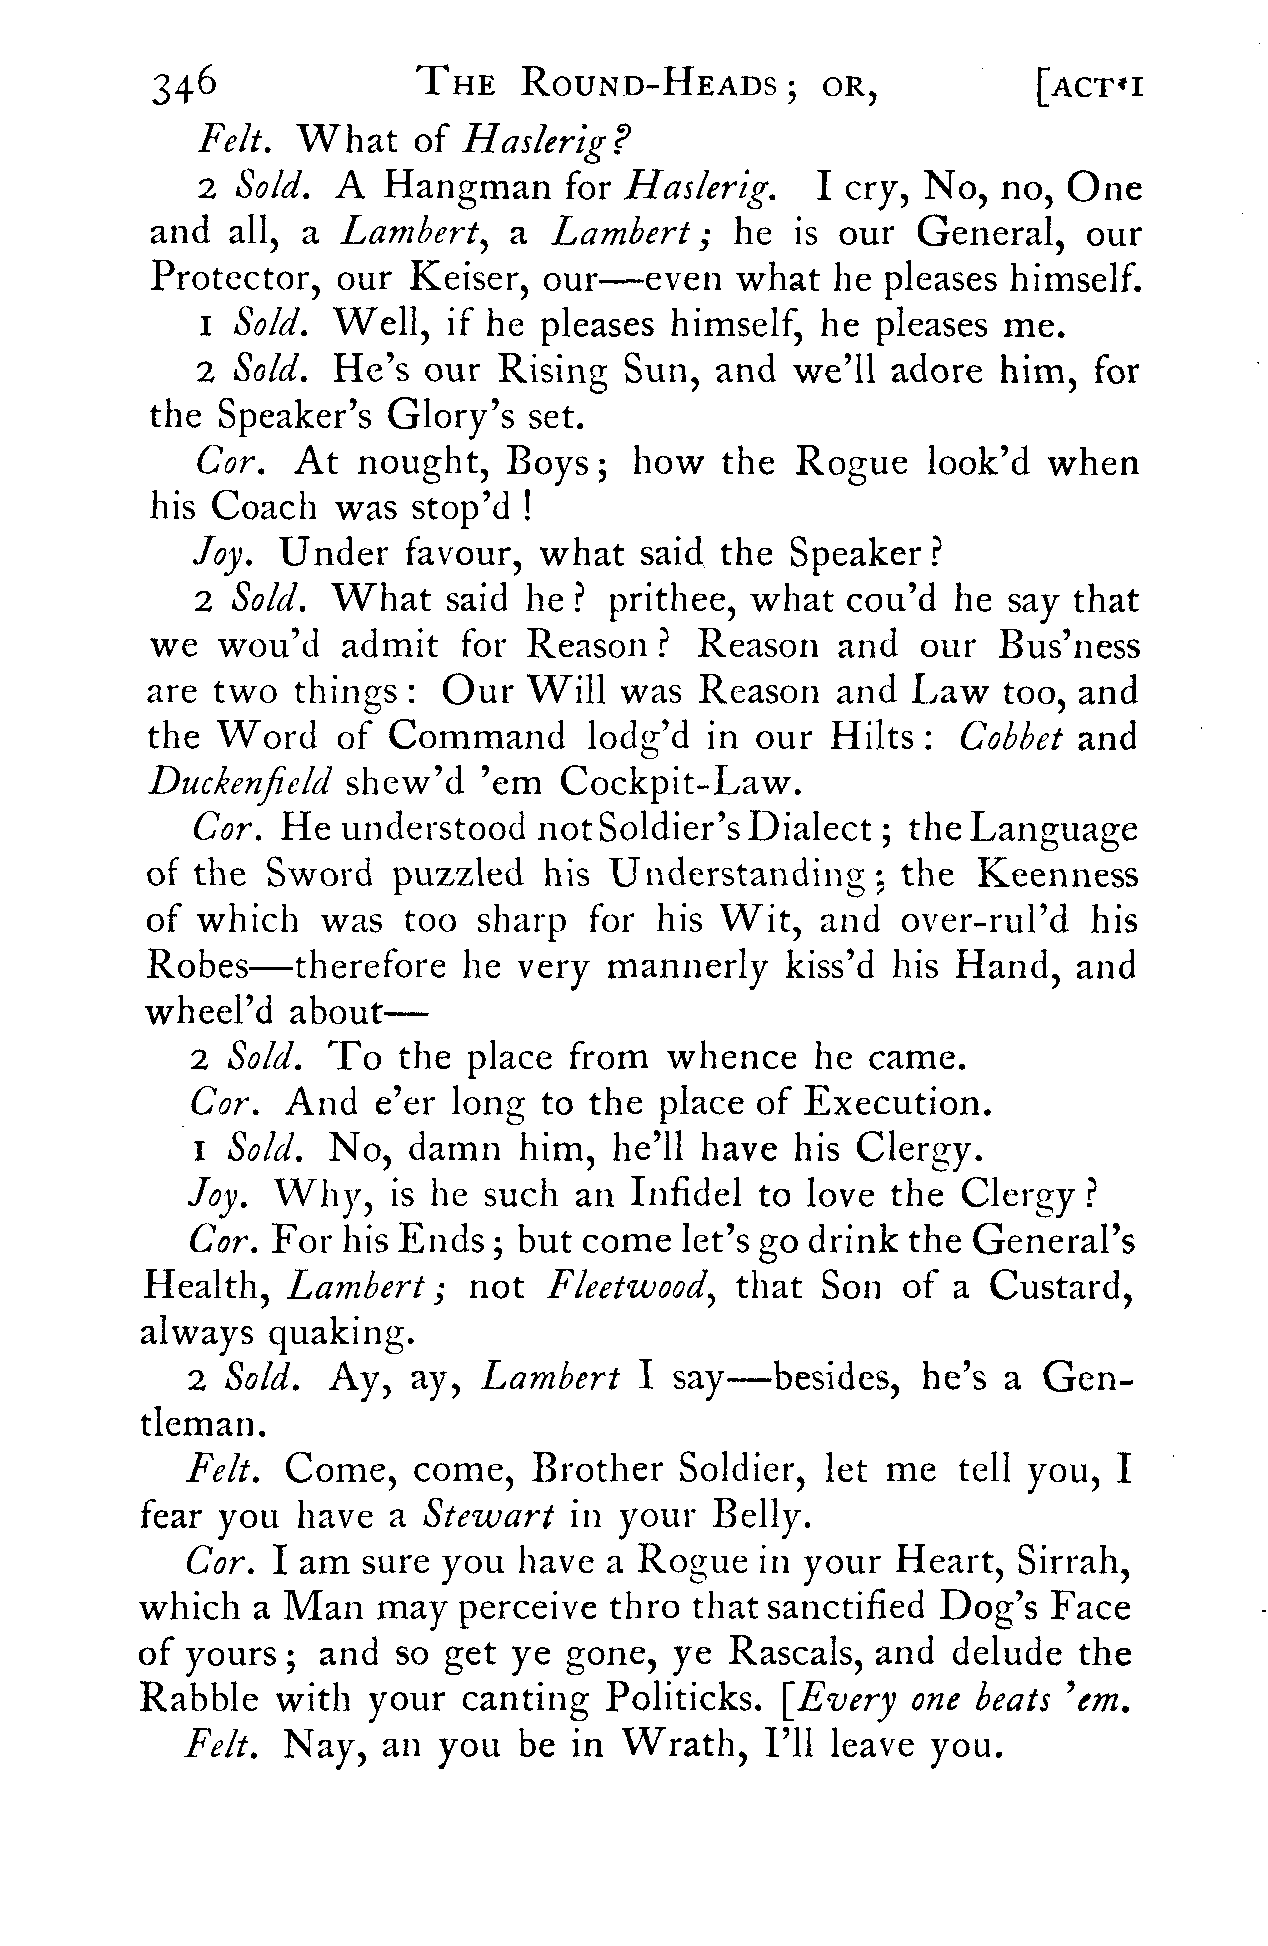 346 The Round-Heads; or, [ACT I
Felt. What of Haslerig?
2 Sold. A Hangman for Haslerig. I cry, No, no, One
and all, a Lambert, a Lambert; he is our General, our
Protector, our Keiser, our—even what he pleases himself.
1 Sold. Well, if he pleases himself, he pleases me.
2 Sold. He's our Rising Sun, and we'll adore him, for
the Speaker's Glory's set.
Cor. At nought, Boys; how the Rogue look'd when
his Coach was stop'd!
Joy. Under favour, what said the Speaker?
2 Sold. What said he? prithee, what cou'd he say that
we wou'd admit for Reason? Reason and our Bus'ness
are two things: Our Will was Reason and Law too, and
the Word of Command lodg'd in our Hilts: Cobbet and
Duckenfield shew'd 'em Cockpit-Law.
Cor. He understood not Soldier's Dialect; the Language
of the Sword puzzled his Understanding; the Keenness
of which was too sharp for his Wit, and over-rul'd his
Robes—therefore he very mannerly kiss'd his Hand, and
wheel'd about—
2 Sold. To the place from whence he came.
Cor. And e'er long to the place of Execution.
1 Sold. No, damn him, he'll have his Clergy.
Joy. Why, is he such an Infidel to love the Clergy?
Cor. For his Ends; but come let's go drink the General's
Health, Lambert; not Fleetwood, that Son of a Custard,
always quaking.
2 Sold. Ay, ay, Lambert I say—besides, he's a Gen-
tleman.
Felt. Come, come, Brother Soldier, let me tell you, I
fear you have a Stewart in your Belly.
Cor. I am sure you have a Rogue in your Heart, Sirrah,
which a Man may perceive thro that sanctified Dog's Face
of yours; and so get ye gone, ye Rascals, and delude the
Rabble with your canting Politicks. [Every one beats 'em.
Felt. Nay, an you be in Wrath, I'll leave you.